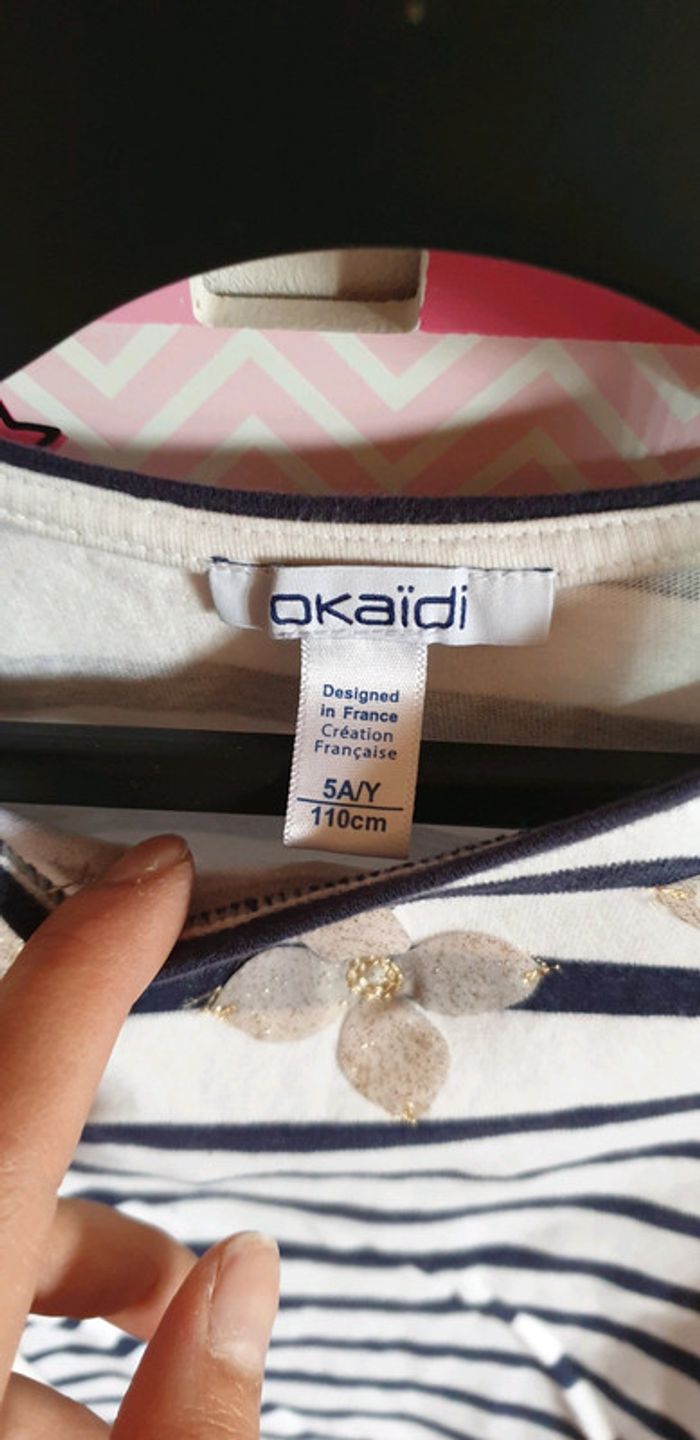 oKaïdi
Designed
in France
Création
Française
5A/Y
110cm